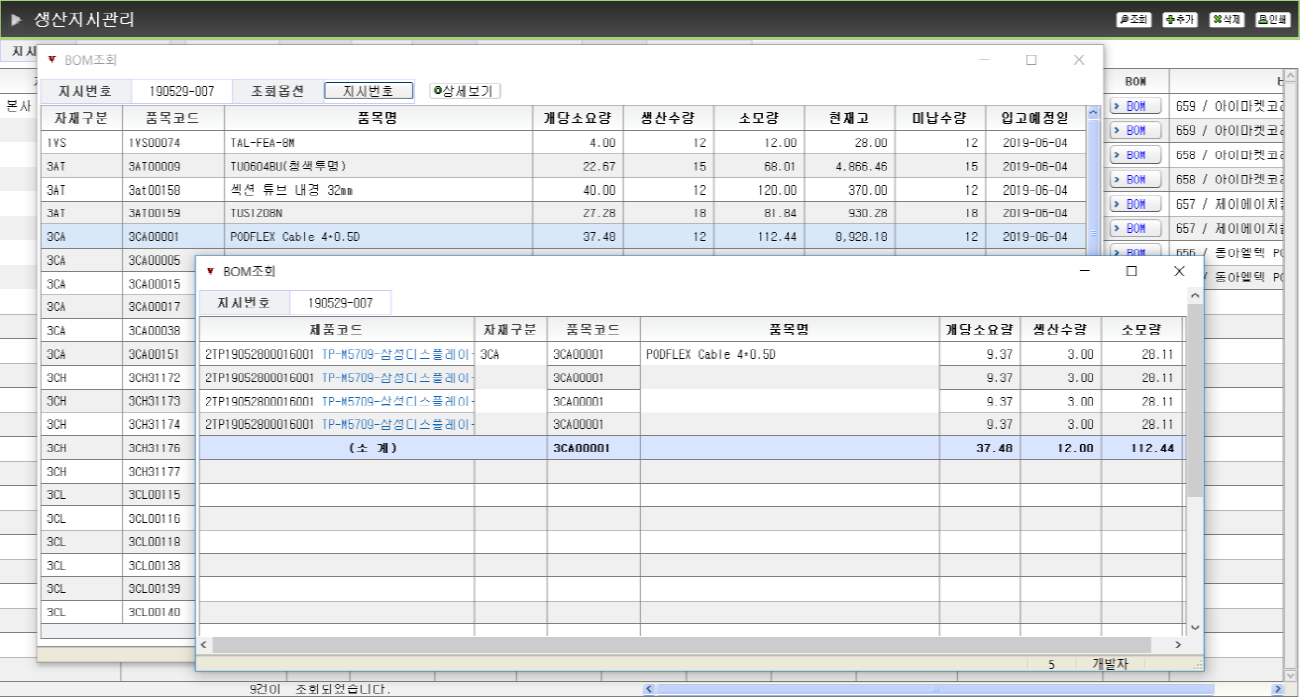 생산지시관리 조회 추가 삭제 인쇄
지시
BOM조회
지시번호 190529-007 조회옵션 지시번호 상세보기
BOM
자재구분 품목코드 품목명 개당소요량 생산수량 소모량 현재고 미납수량 입고예정일
본사
1VS 1VS00074 TAL-FEA-8M 4.00 12 12.00 28.00 12 2019-06-04
3AT 3AT00009 TU0604BU(청색투명) 22.67 15 68.01 4.866.46 15 2019-06-04
3AT 3at00158 섹션 튜브 내경 32mm 40.00 12 120.00 370.00 12 2019-06-04
3AT 3AT00159 TUS1208N 27.28 18 81.84 930.28 18 2019-06-04
3CA 3CA00001 PODFLEX Cable 4*0.5D 37.48 12 112.44 8,928.18 12 2019-06-04
BOM 659 / 아이마켓코리
BOM 659 / 아이마켓코리
BOM 658 / 아이마켓코리
BOM 658 / 아이마켓코리
BOM 657 / 제이에이치
BOM 657 / 제이에이치
BOM 656 / 동아엘텍 PO
/ 동아엘텍 PO
3CA 3CA00005
3CA 3CA00015
3CA 3CA00017
3CA 3CA00038
3CA 3CA00151
3CH 3CH31172
3CH 3CH31173
3CH 3CH31174
3CH 3CH31176
3CH 3CH31177
3CL 3CL00115
3CL 3CL00116
3CL 3CL00118
3CL 3CL00138
3CL 3CL00139
3CL 3CL00140
BOM조회
지시번호 190529-007
제품코드 자재구분 품목코드 품목명 개당소요량 생산수량 소모량
2TP19052800016001 TP-M5709-삼성디스플레이- 3CA 3CA00001 PODFLEX Cable 4*0.5D 9.37 3.00 28.11
2TP19052800016001 TP-M5709-삼성디스플레이- 3CA00001 9.37 3.00 28.11
2TP19052800016001 TP-M5709-삼성디스플레이- 3CA00001 9.37 3.00 28.11
2TP19052800016001 TP-M5709-삼성디스플레이- 3CA00001 9.37 3.00 28.11
(소 계) 3CA00001 37.48 12.00 112.44
5 개발자
9건이 조회되었습니다.